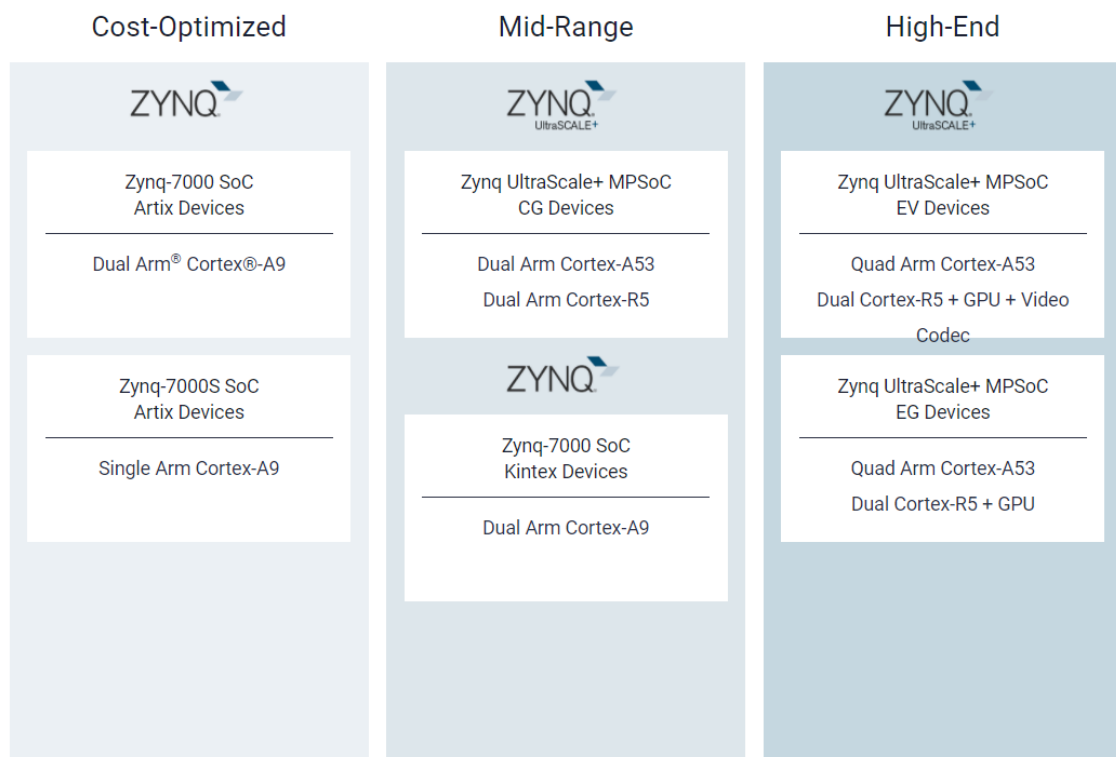 Cost-Optimized
ZYNQ
Zynq-7000 SoC
Artix Devices
Dual Arm® Cortex®-A9
Zynq-7000S SoC
Artix Devices
Single Arm Cortex-A9
Mid-Range
ZYNQ
UltraSCALE+
Zynq UltraScale+ MPSoC
CG Devices
Dual Arm Cortex-A53
Dual Arm Cortex-R5
ZYNQ
Zynq-7000 SoC
Kintex Devices
Dual Arm Cortex-A9
High-End
ZYNQ
UltraSCALE+
Zynq UltraScale+ MPSoC
EV Devices
Quad Arm Cortex-A53
Dual Cortex-R5 + GPU + Video
Codec
Zynq UltraScale+ MPSoC
EG Devices
Quad Arm Cortex-A53
Dual Cortex-R5 + GPU